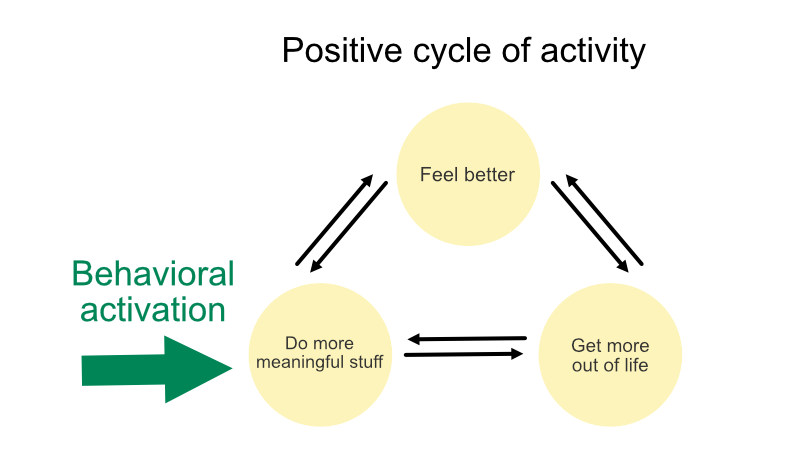 Positive cycle of activity
Feel better
Behavioral
activation
Do more
meaningful stuff
Get more
out of life